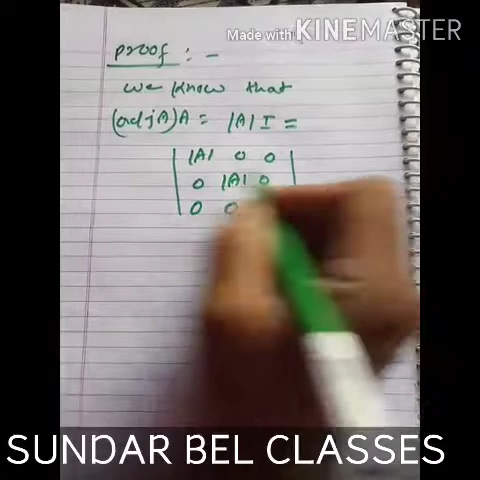 Made with KINEMASTER
proof : -
we know that
(adjA)A = |A| I =
|A| 0 0
0 |A| 0
0 0
SUNDAR BEL CLASSES